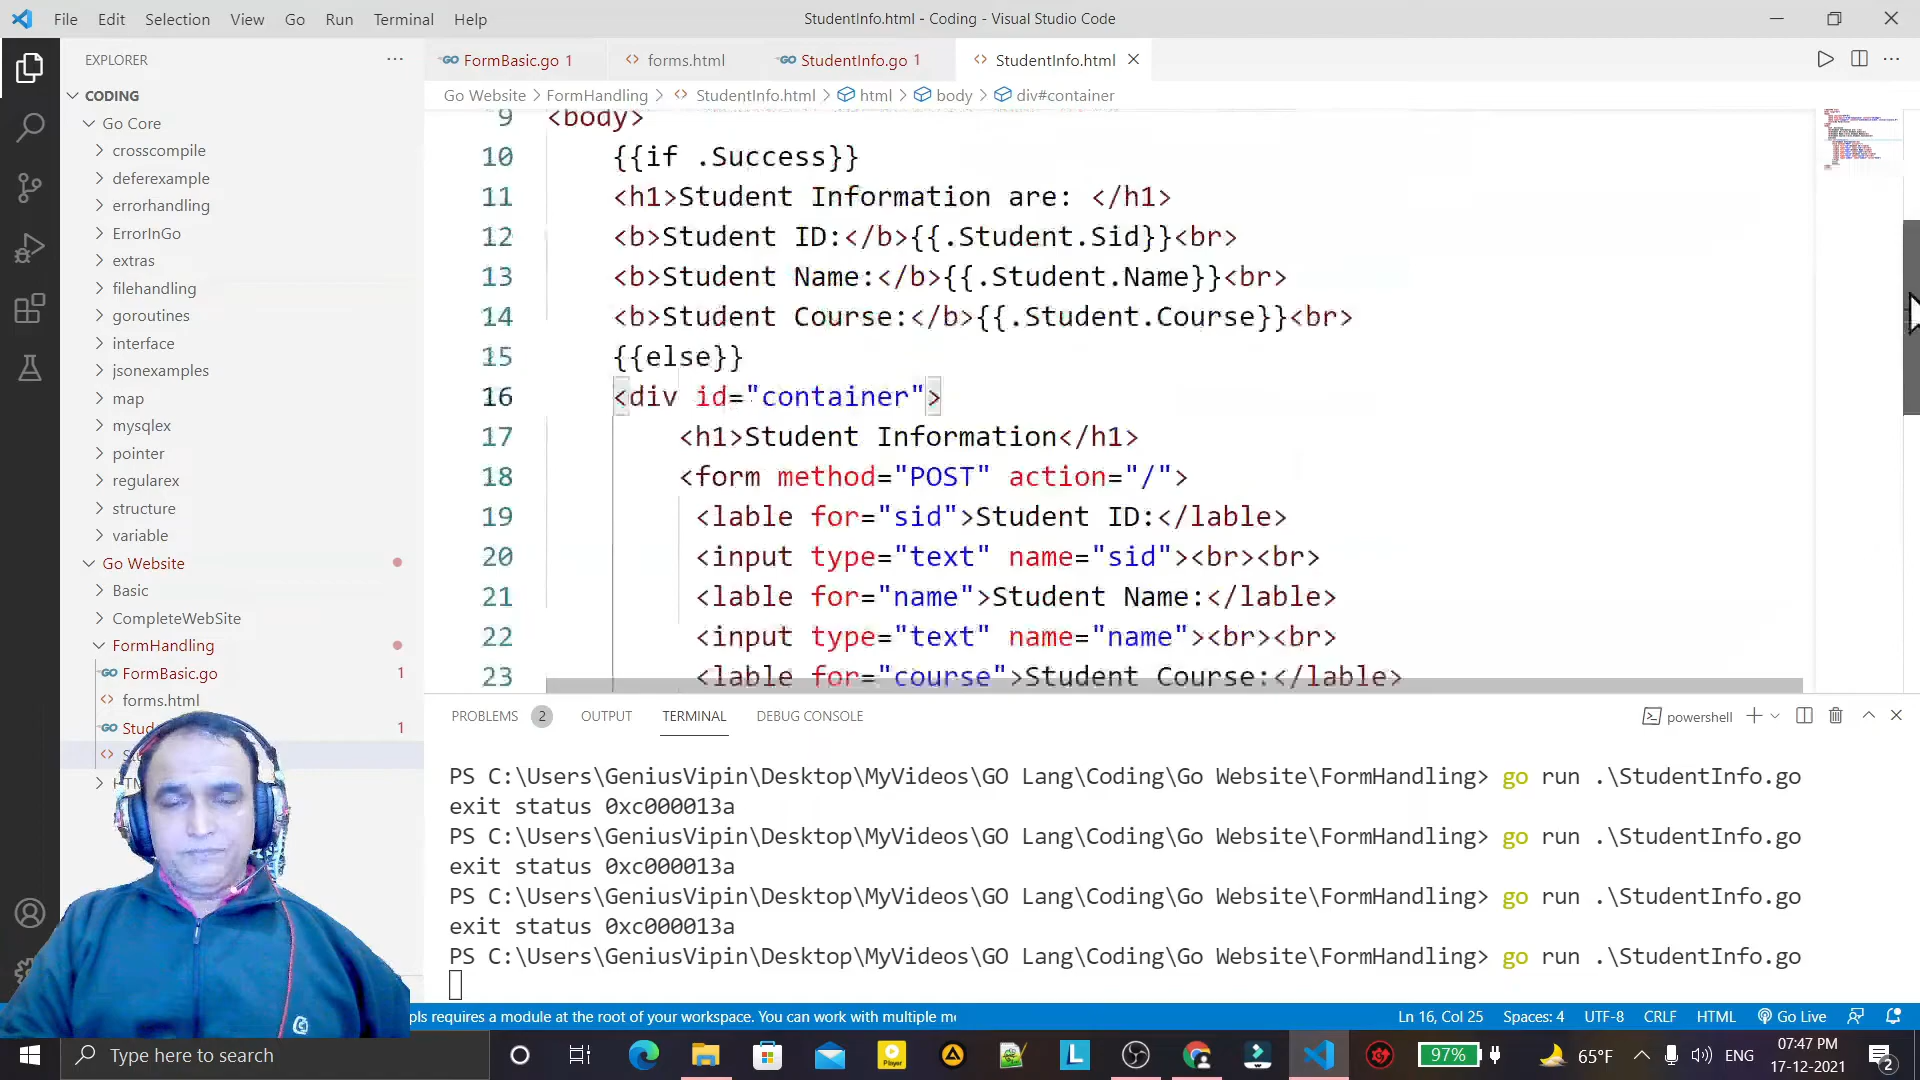 File Edit Selection View Go Run Terminal Help
StudentInfo.html - Coding - Visual Studio Code
EXPLORER
FormBasic.go 1
forms.html
StudentInfo.go 1
StudentInfo.html
CODING
Go Website > FormHandling > StudentInfo.html > html > body > div#container
Go Core
crosscompile
deferexample
errorhandling
ErrorInGo
extras
filehandling
goroutines
interface
jsonexamples
map
mysqlex
pointer
regularex
structure
variable
Go Website
Basic
CompleteWebSite
FormHandling
FormBasic.go 1
forms.html
Stud 1
9 <body>
10 {{if .Success}}
11 <h1>Student Information are: </h1>
12 <b>Student ID:</b>{{.Student.Sid}}<br>
13 <b>Student Name:</b>{{.Student.Name}}<br>
14 <b>Student Course:</b>{{.Student.Course}}<br>
15 {{else}}
16 <div id="container">
17 <h1>Student Information</h1>
18 <form method="POST" action="/">
19 <lable for="sid">Student ID:</lable>
20 <input type="text" name="sid"><br><br>
21 <lable for="name">Student Name:</lable>
22 <input type="text" name="name"><br><br>
23 <lable for="course">Student Course:</lable>
PROBLEMS 2 OUTPUT TERMINAL DEBUG CONSOLE
powershell
PS C:\Users\GeniusVipin\Desktop\MyVideos\GO Lang\Coding\Go Website\FormHandling> go run .\StudentInfo.go
exit status 0xc000013a
PS C:\Users\GeniusVipin\Desktop\MyVideos\GO Lang\Coding\Go Website\FormHandling> go run .\StudentInfo.go
exit status 0xc000013a
PS C:\Users\GeniusVipin\Desktop\MyVideos\GO Lang\Coding\Go Website\FormHandling> go run .\StudentInfo.go
exit status 0xc000013a
PS C:\Users\GeniusVipin\Desktop\MyVideos\GO Lang\Coding\Go Website\FormHandling> go run .\StudentInfo.go
pls requires a module at the root of your workspace. You can work with multiple m
Ln 16, Col 25 Spaces: 4 UTF-8 CRLF HTML Go Live
Type here to search
97%
65°F
ENG
07:47 PM
17-12-2021
2